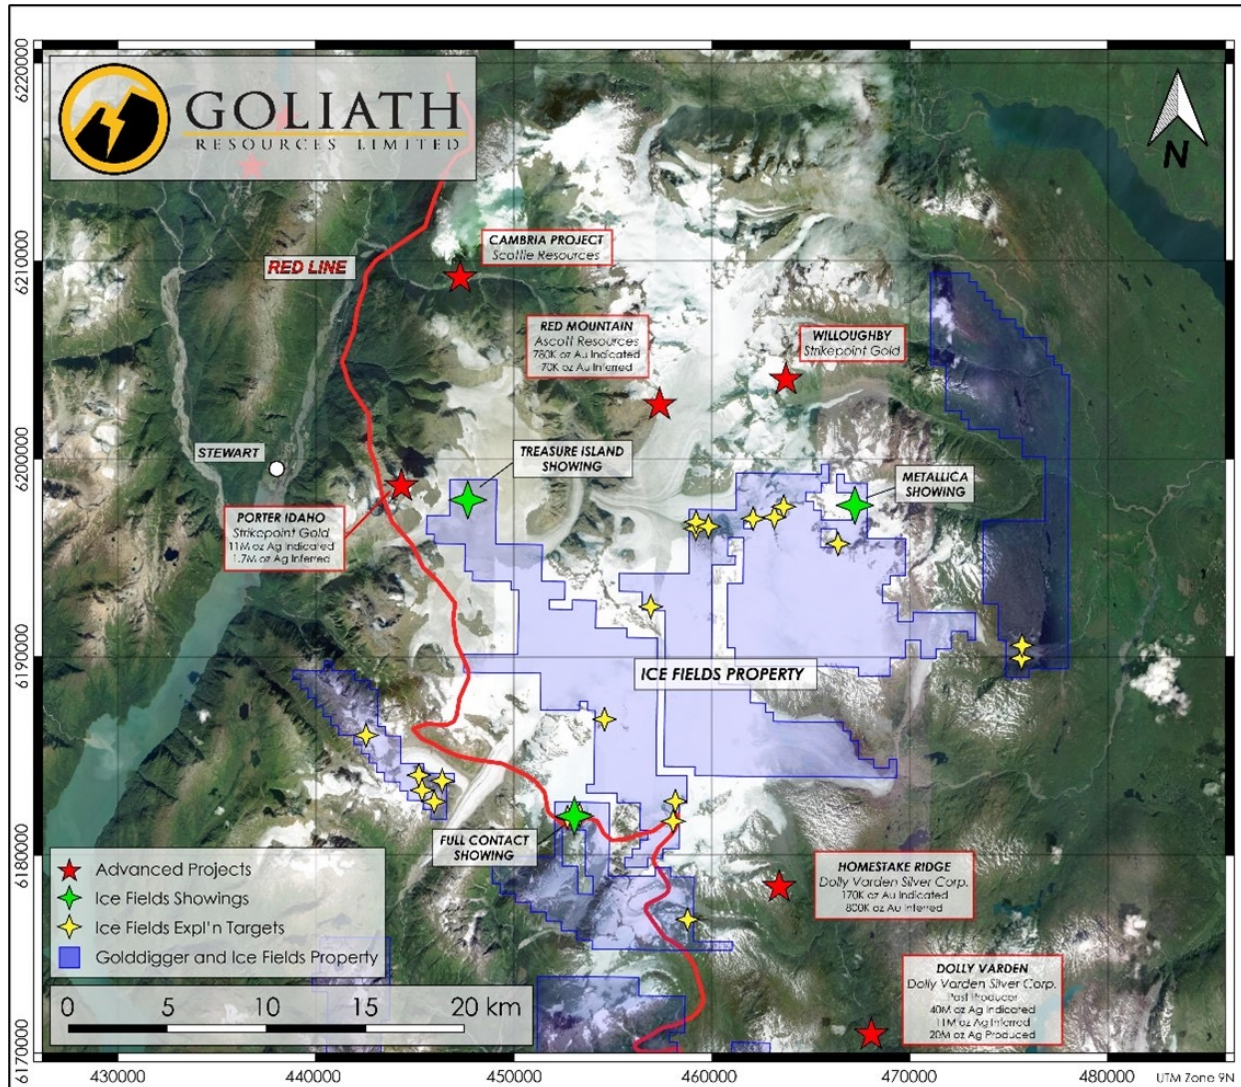 GOLIATH
RESOURCES LIMITED
N
RED LINE
CAMBRIA PROJECT
Scottie Resources
RED MOUNTAIN
Ascott Resources
780K oz Au Indicated
70K oz Au Inferred
WILLOUGHBY
Strikepoint Gold
STEWART
TREASURE ISLAND
SHOWING
METALLICA
SHOWING
PORTER IDAHO
Strikepoint Gold
11M oz Ag Indicated
1.7M oz Ag Inferred
ICE FIELDS PROPERTY
FULL CONTACT
SHOWING
HOMESTAKE RIDGE
Dolly Varden Silver Corp.
170K oz Au Indicated
800K oz Au Inferred
DOLLY VARDEN
Dolly Varden Silver Corp.
Past Producer
40M oz Ag Indicated
11M oz Ag Inferred
20M oz Ag Produced
Advanced Projects
Ice Fields Showings
Ice Fields Expl'n Targets
Golddigger and Ice Fields Property
0 5 10 15 20 km
6220000
6210000
6200000
6190000
6180000
6170000
430000 440000 450000 460000 470000 480000
UTM Zone 9N